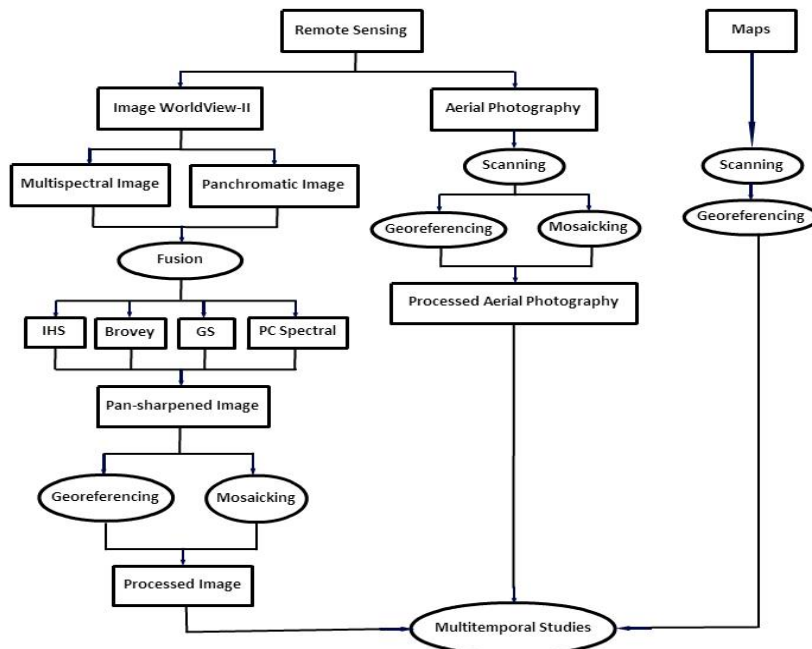 Remote Sensing
Maps
Image WorldView-II
Aerial Photography
Scanning
Scanning
Multispectral Image
Panchromatic Image
Georeferencing
Mosaicking
Georeferencing
Fusion
Processed Aerial Photography
IHS
Brovey
GS
PC Spectral
Pan-sharpened Image
Georeferencing
Mosaicking
Processed Image
Multitemporal Studies